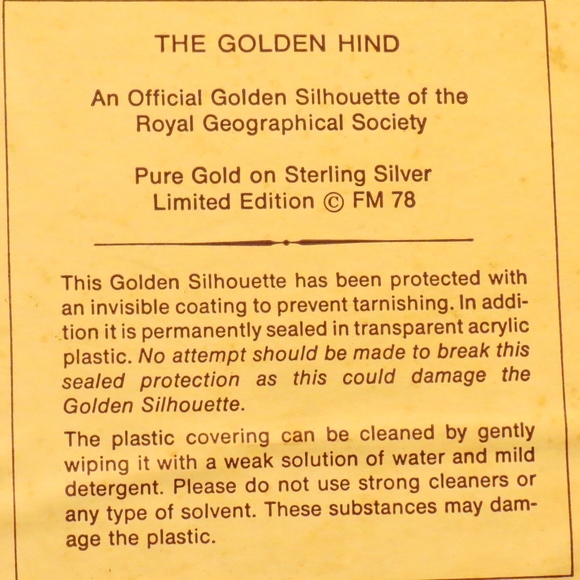 THE GOLDEN HIND
An Official Golden Silhouette of the
Royal Geographical Society
Pure Gold on Sterling Silver
Limited Edition © FM 78
This Golden Silhouette has been protected with
an invisible coating to prevent tarnishing. In addi-
tion it is permanently sealed in transparent acrylic
plastic. No attempt should be made to break this
sealed protection as this could damage the
Golden Silhouette.
The plastic covering can be cleaned by gently
wiping it with a weak solution of water and mild
detergent. Please do not use strong cleaners or
any type of solvent. These substances may dam-
age the plastic.